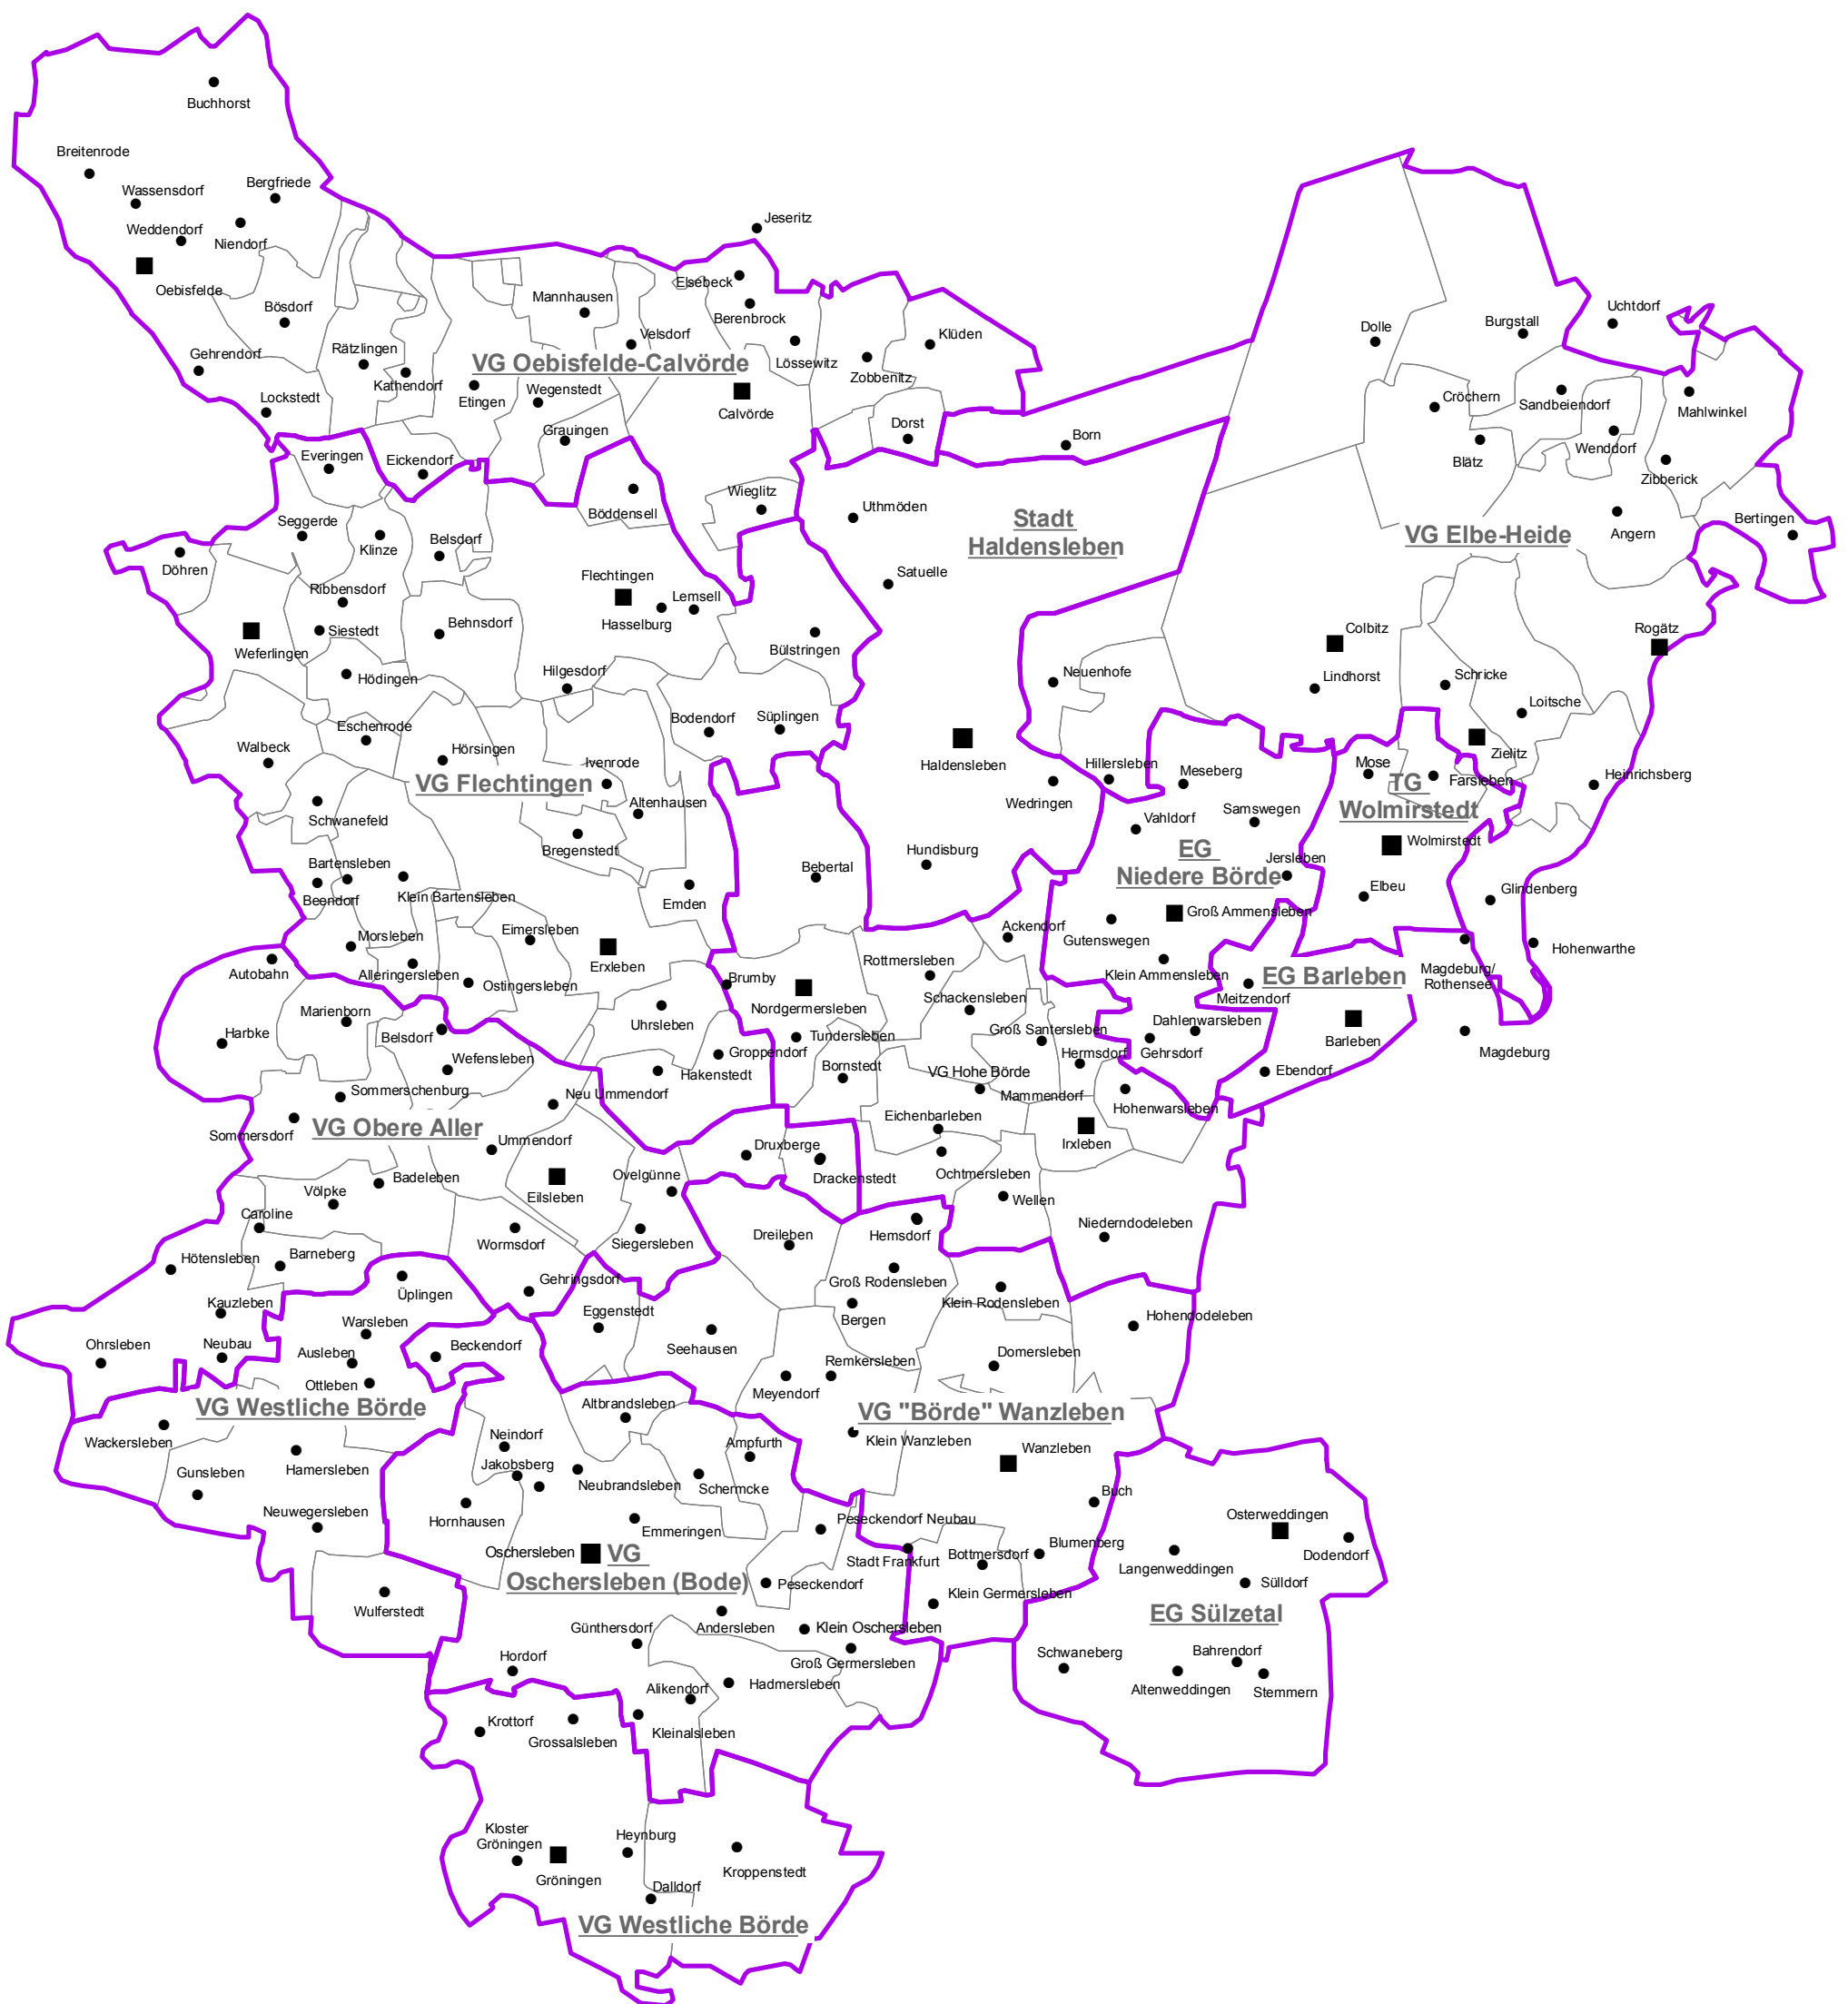 Buchhorst
Breitenrode
Wassensdorf
Bergfriede
Weddendorf
Niendorf
Oebisfelde
Bösdorf
Gehrendorf
Rätzlingen
Kathendorf
Lockstedt
Jeseritz
Elsebeck
Mannhausen
Berenbrock
Velsdorf
Lössewitz
Klüden
Zobbenitz
VG Oebisfelde-Calvörde
Etingen
Wegenstedt
Calvörde
Grauingen
Dorst
Born
Uchtdorf
Dolle
Burgstall
Cröchern
Sandbeiendorf
Mahlwinkel
Blätz
Wenddorf
Zibberick
Angern
Bertingen
VG Elbe-Heide
Everingen
Eickendorf
Böddensell
Wieglitz
Uthmöden
Stadt
Haldensleben
Seggerde
Klinze
Belsdorf
Döhren
Satuelle
Flechtingen
Ribbensdorf
Lemsell
Hasselburg
Siestedt
Behnsdorf
Weferlingen
Bülstringen
Hödingen
Hilgesdorf
Neuenhofe
Colbitz
Rogätz
Lindhorst
Schricke
Loitsche
Bodendorf
Süplingen
Eschenrode
Walbeck
Hörsingen
Haldensleben
Zielitz
VG Flechtingen
Ivenrode
Altenhausen
Hillersleben
Meseberg
Mose
Farsleben
Heinrichsberg
TG
Wolmirstedt
Wedringen
Schwanefeld
Bregenstedt
Vahldorf
Samswegen
Wolmirstedt
EG
Niedere Börde
Jersleben
Hundisburg
Bebertal
Bartensleben
Beendorf
Klein Bartensleben
Emden
Elbeu
Glindenberg
Groß Ammensleben
Gutenswegen
Eimersleben
Ackendorf
Morsleben
Erxleben
Hohenwarthe
Autobahn
Alleringersleben
Rottmersleben
Klein Ammensleben
EG Barleben
Magdeburg/
Rothensee
Ostingersleben
Brumby
Nordgermersleben
Schackensleben
Meitzendorf
Marienborn
Uhrsleben
Barleben
Harbke
Belsdorf
Tundersleben
Groß Santersleben
Dahlenwarsleben
Gehrsdorf
Magdeburg
Wefensleben
Groppendorf
Hakenstedt
Bornstedt
Hermsdorf
Ebendorf
VG Hohe Börde
Sommerschenburg
Neu Ummendorf
Mammendorf
Hohenwarsleben
Sommersdorf
VG Obere Aller
Eichenbarleben
Irxleben
Ummendorf
Druxberge
Drackenstedt
Ochtmersleben
Badeleben
Ovelgünne
Völpke
Eilsleben
Wellen
Caroline
Wormsdorf
Siegersleben
Dreileben
Hemsdorf
Niederndodeleben
Hötensleben
Barneberg
Üplingen
Gehringsdorf
Groß Rodensleben
Klein Rodensleben
Kauzleben
Eggenstedt
Bergen
Hohendodeleben
Warsleben
Ohrsleben
Neubau
Ausleben
Beckendorf
Seehausen
Domersleben
Ottleben
Meyendorf
Remkersleben
VG Westliche Börde
Altbrandsleben
VG "Börde" Wanzleben
Wackersleben
Klein Wanzleben
Wanzleben
Neindorf
Ampfurth
Hamersleben
Jakobsberg
Gunsleben
Neubrandsleben
Schermcke
Buch
Neuwegersleben
Hornhausen
Emmeringen
Peseckendorf Neubau
Osterweddingen
Dodendorf
Oschersleben
VG
Oschersleben (Bode)
Stadt Frankfurt
Bottmersdorf
Blumenberg
Langenweddingen
Sülldorf
Wulferstedt
Peseckendorf
Klein Germersleben
EG Sülzetal
Andersleben
Günthersdorf
Klein Oschersleben
Groß Germersleben
Schwaneberg
Bahrendorf
Hordorf
Alikendorf
Hadmersleben
Altenweddingen
Stemmern
Krottorf
Grossalsleben
Kleinalsleben
Kloster
Gröningen
Heynburg
Gröningen
Kroppenstedt
Dalldorf
VG Westliche Börde